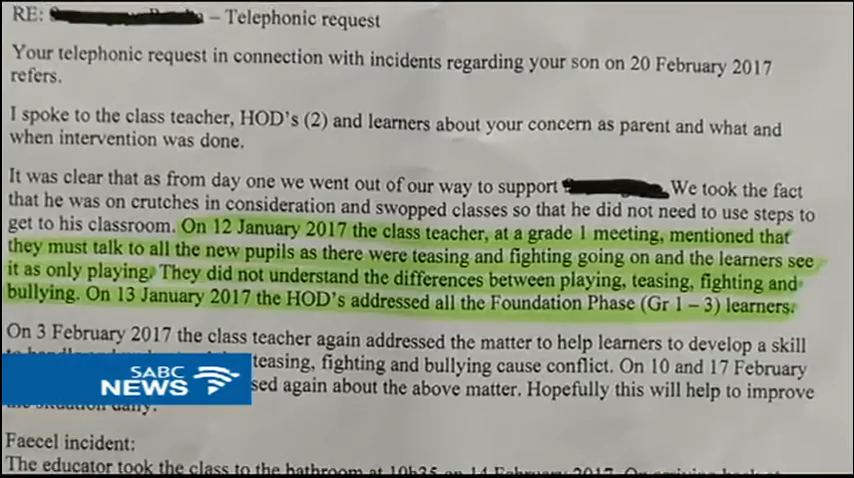 RE: – Telephonic request
Your telephonic request in connection with incidents regarding your son on 20 February 2017
refers.
I spoke to the class teacher, HOD's (2) and learners about your concern as parent and what and
when intervention was done.
It was clear that as from day one we went out of our way to support We took the fact
that he was on crutches in consideration and swopped classes so that he did not need to use steps to
get to his classroom. On 12 January 2017 the class teacher, at a grade 1 meeting, mentioned that
they must talk to all the new pupils as there were teasing and fighting going on and the learners see
it as only playing. They did not understand the differences between playing, teasing, fighting and
bullying. On 13 January 2017 the HOD's addressed all the Foundation Phase (Gr 1 – 3) learners.
On 3 February 2017 the class teacher again addressed the matter to help learners to develop a skill
teasing, fighting and bullying cause conflict. On 10 and 17 February
SABC
NEWS
sed again about the above matter. Hopefully this will help to improve
situation daily.
Faecel incident:
The educator took the class to the bathroom at 10h35 on 14 February 2017. On